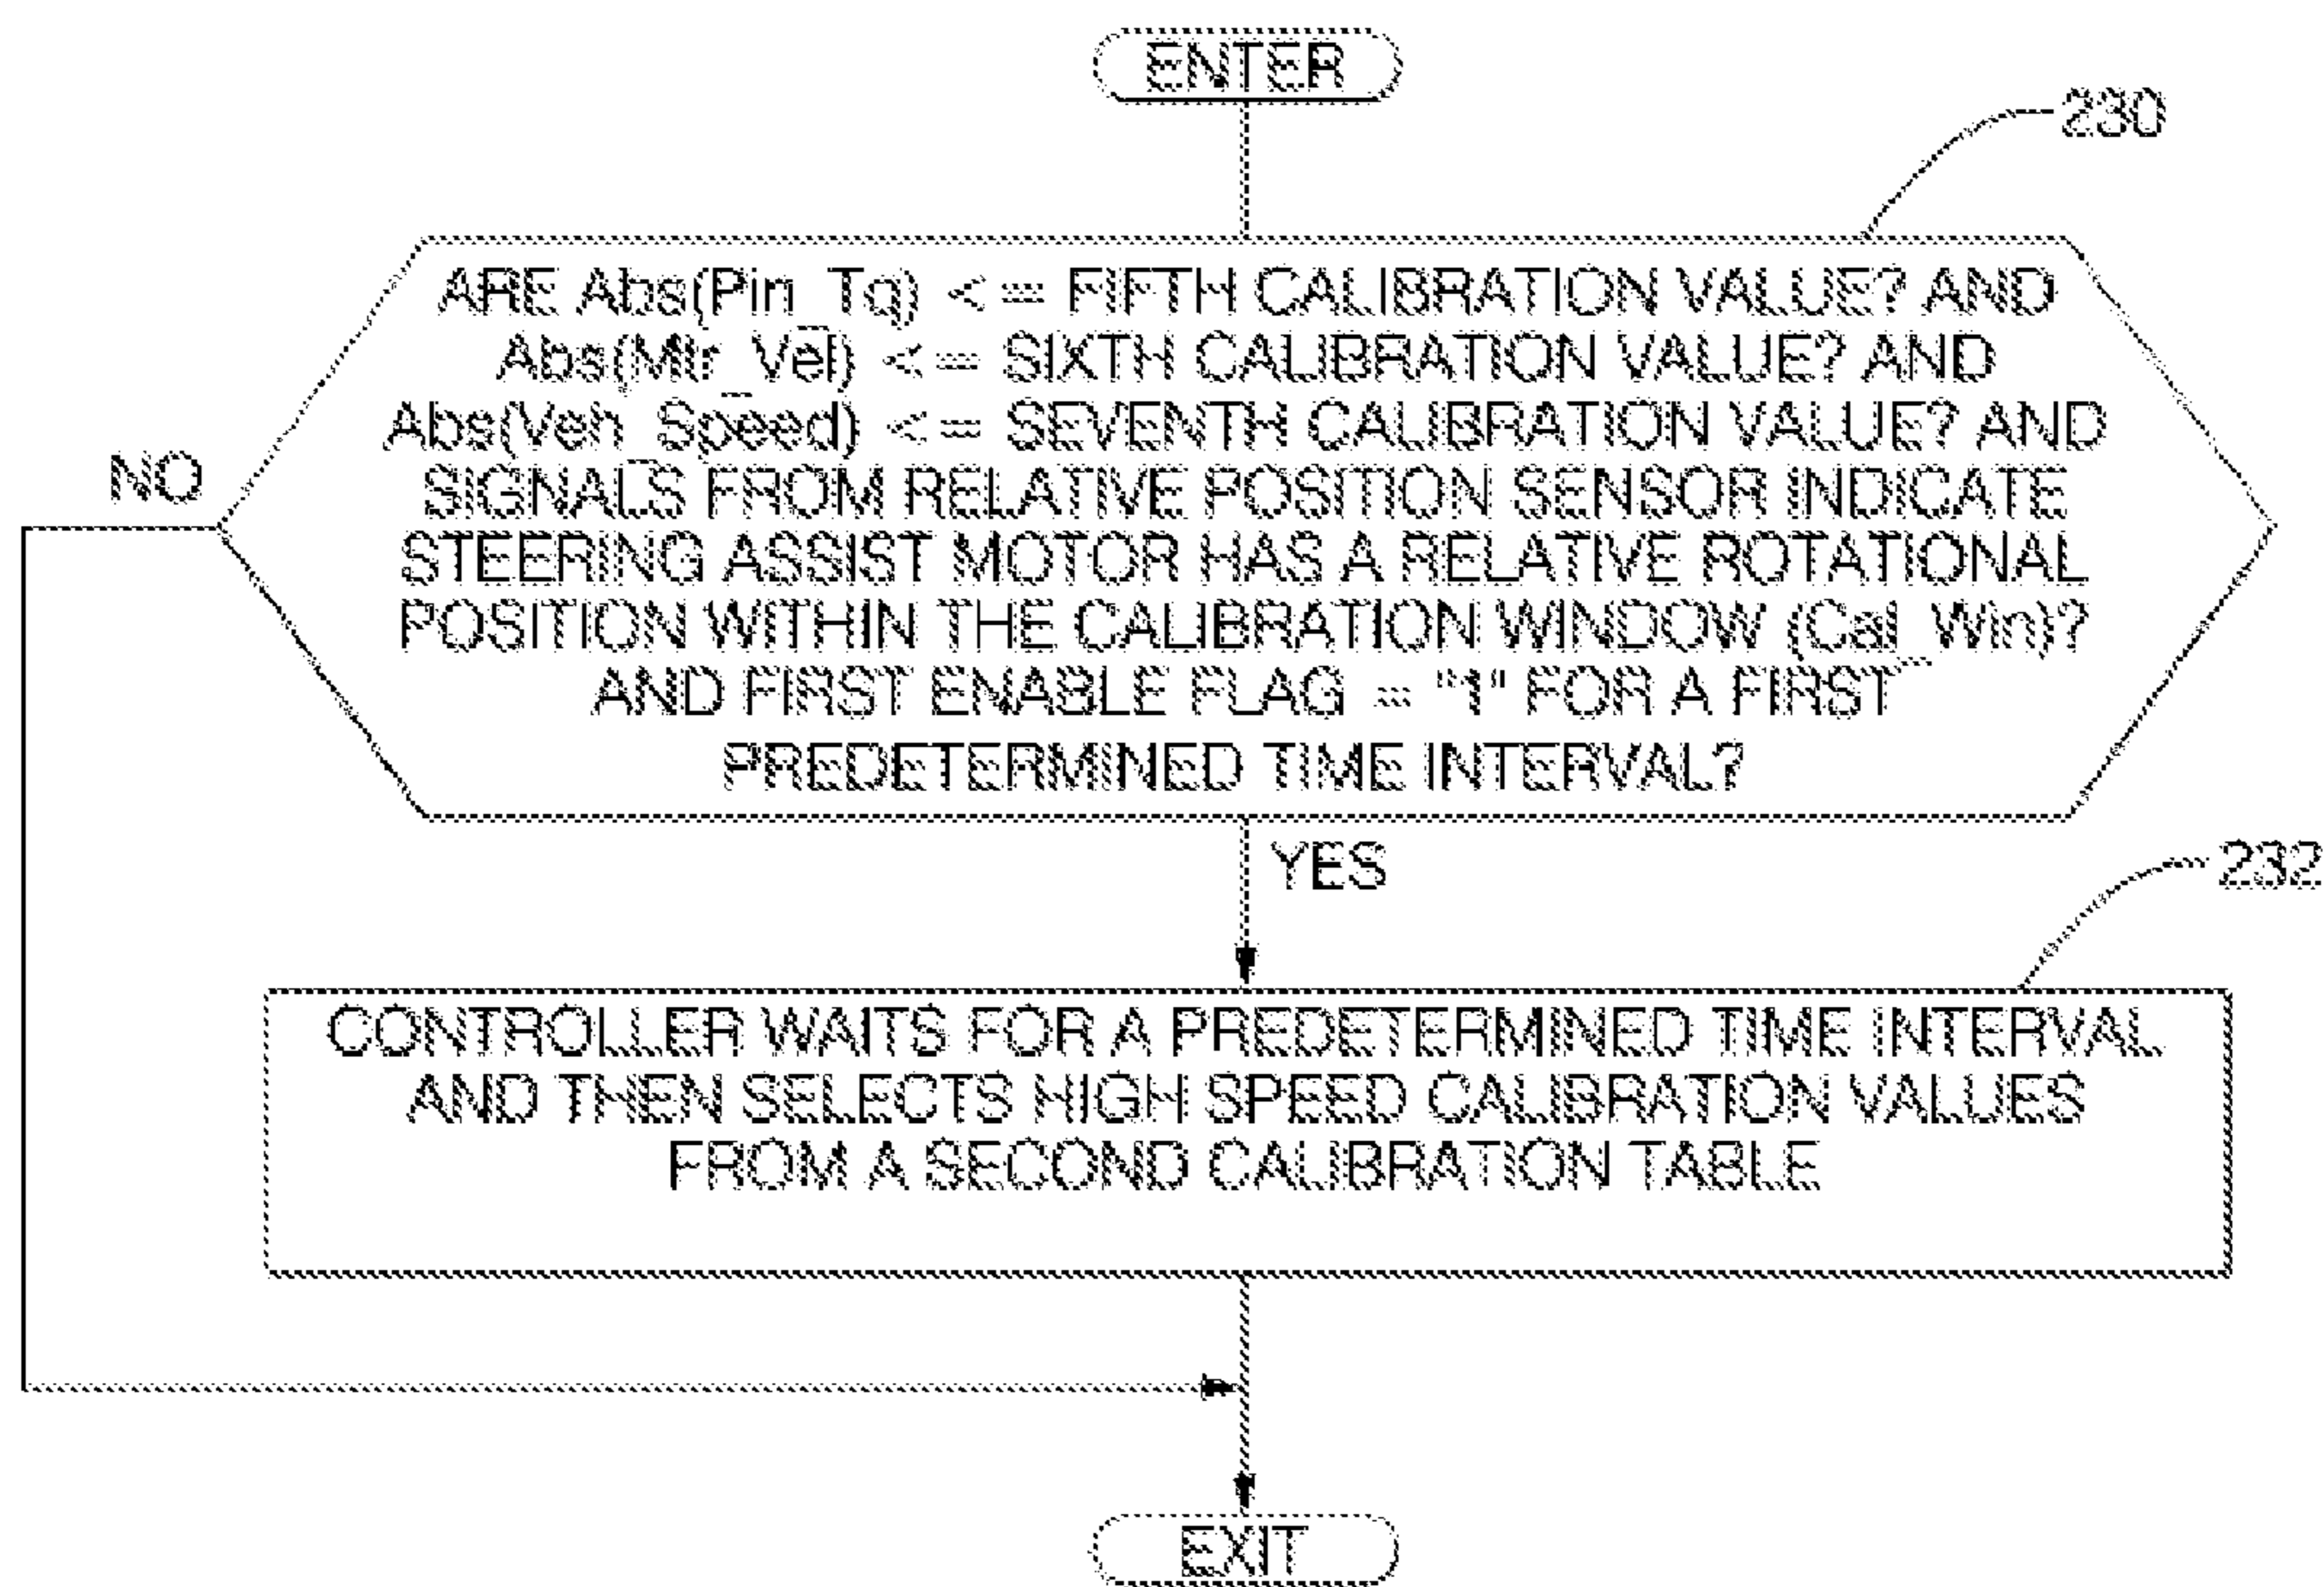 ENTER
230
ARE Abs(Pin_Tq) <= FIFTH CALIBRATION VALUE? AND
Abs(Mtr_Vel) <= SIXTH CALIBRATION VALUE? AND
Abs(Veh_Speed) <= SEVENTH CALIBRATION VALUE? AND
SIGNALS FROM RELATIVE POSITION SENSOR INDICATE
STEERING ASSIST MOTOR HAS A RELATIVE ROTATIONAL
POSITION WITHIN THE CALIBRATION WINDOW (Cal_Win)?
AND FIRST ENABLE FLAG = "1" FOR A FIRST
PREDETERMINED TIME INTERVAL?
NO
YES
232
CONTROLLER WAITS FOR A PREDETERMINED TIME INTERVAL
AND THEN SELECTS HIGH SPEED CALIBRATION VALUES
FROM A SECOND CALIBRATION TABLE
EXIT